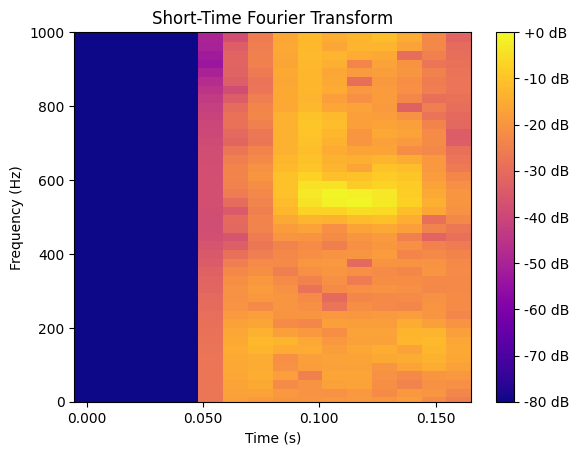 Short-Time Fourier Transform
1000
800
600
400
200
0
Frequency (Hz)
0.000
0.050
0.100
0.150
Time (s)
+0 dB
-10 dB
-20 dB
-30 dB
-40 dB
-50 dB
-60 dB
-70 dB
-80 dB